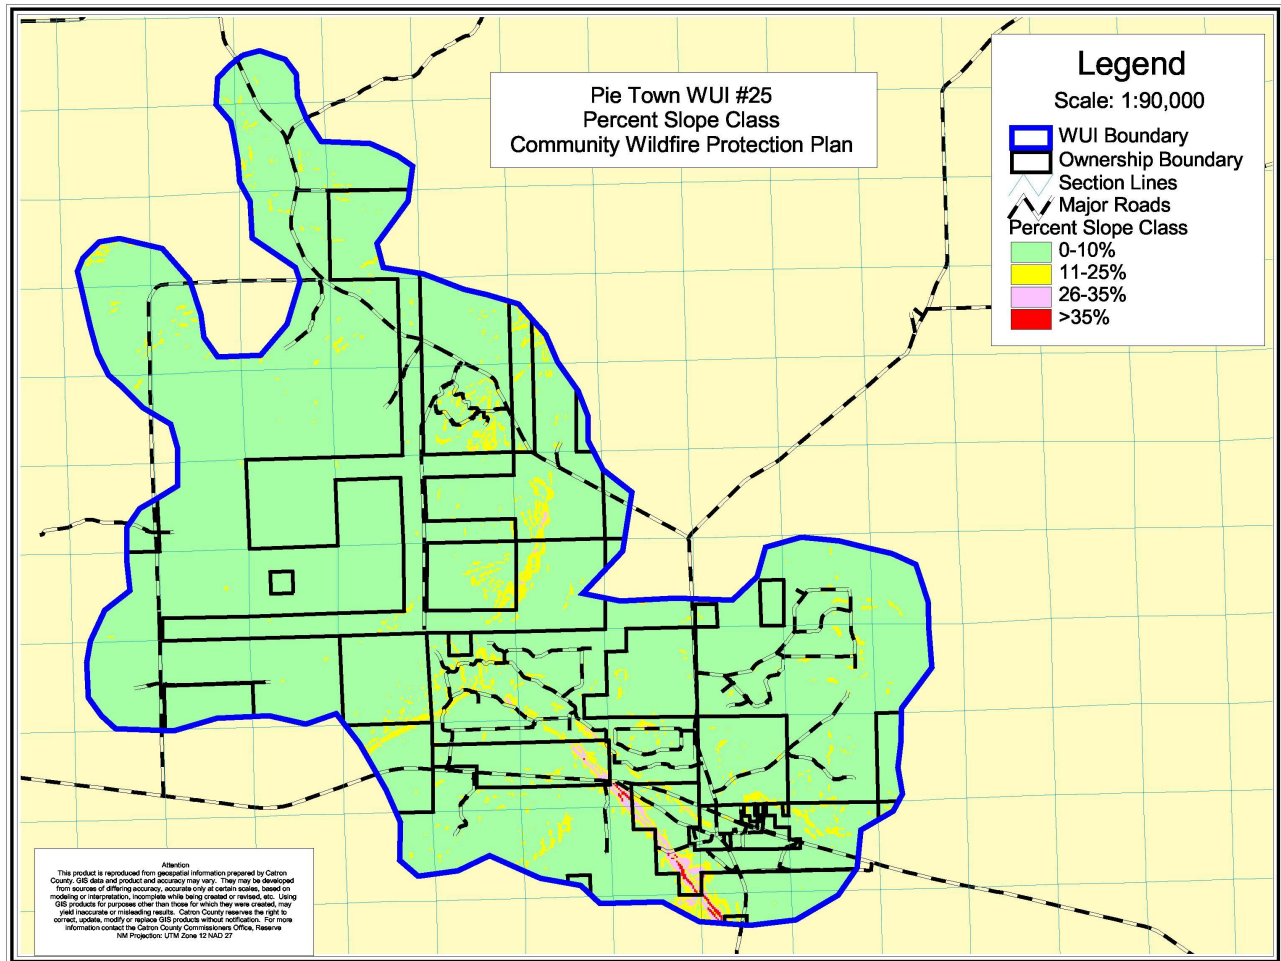 Pie Town WUI #25
Percent Slope Class
Community Wildfire Protection Plan
Legend
Scale: 1:90,000
WUI Boundary
Ownership Boundary
Section Lines
Major Roads
Percent Slope Class
0-10%
11-25%
26-35%
>35%
Attention
This product is reproduced from geospatial information prepared by Catron
County. GIS data and product and accuracy may vary. They may be developed
from sources of differing accuracy, accurate only at certain scales, based on
modeling or interpretation, incomplete while being created or revised, etc. Using
GIS products for purposes other than those for which they were created, may
yield inaccurate or misleading results. Catron County reserves the right to
correct, update, modify or replace GIS products without notification. For more
information contact the Catron County Commissioners Office, Reserve
NM Projection: UTM Zone 12 NAD 27